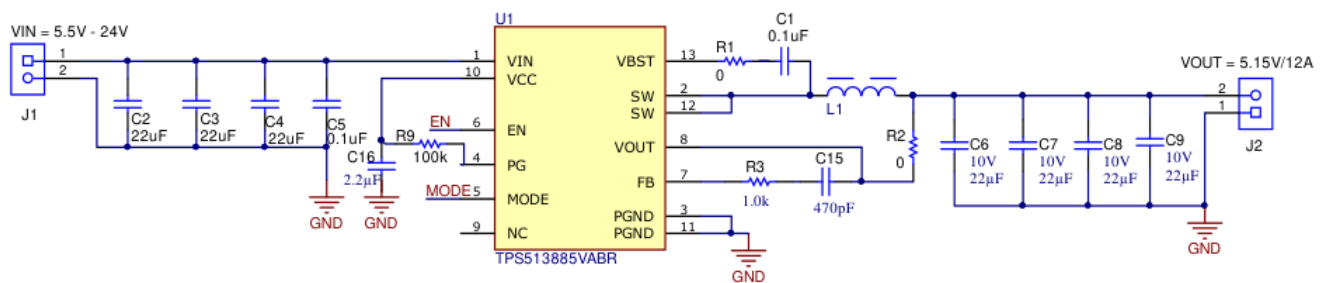 U1
C1
0.1uF
VIN = 5.5V - 24V
R1
0
VOUT = 5.15V/12A
J1
1
2
1 VIN
10 VCC
VBST 13
SW 2
SW 12
L1
2
1
J2
C2
22uF
C3
22uF
C4
22uF
C5
0.1uF
EN
6 EN
R9
100k
4 PG
C16
2.2µF
MODE 5 MODE
9 NC
VOUT 8
FB 7
R3
1.0k
C15
470pF
R2
0
C6
10V
22µF
C7
10V
22µF
C8
10V
22µF
C9
10V
22µF
PGND 3
PGND 11
GND
GND
GND
GND
TPS513885VABR